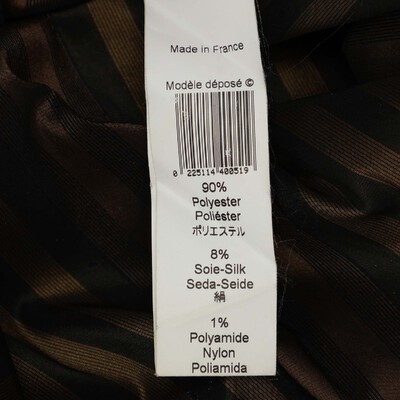 Made in France
Modèle déposé ©
0 225114 400519
90%
Polyester
Poliéster
ポリエステル
8%
Soie-Silk
Seda-Seide
絹
1%
Polyamide
Nylon
Poliamida